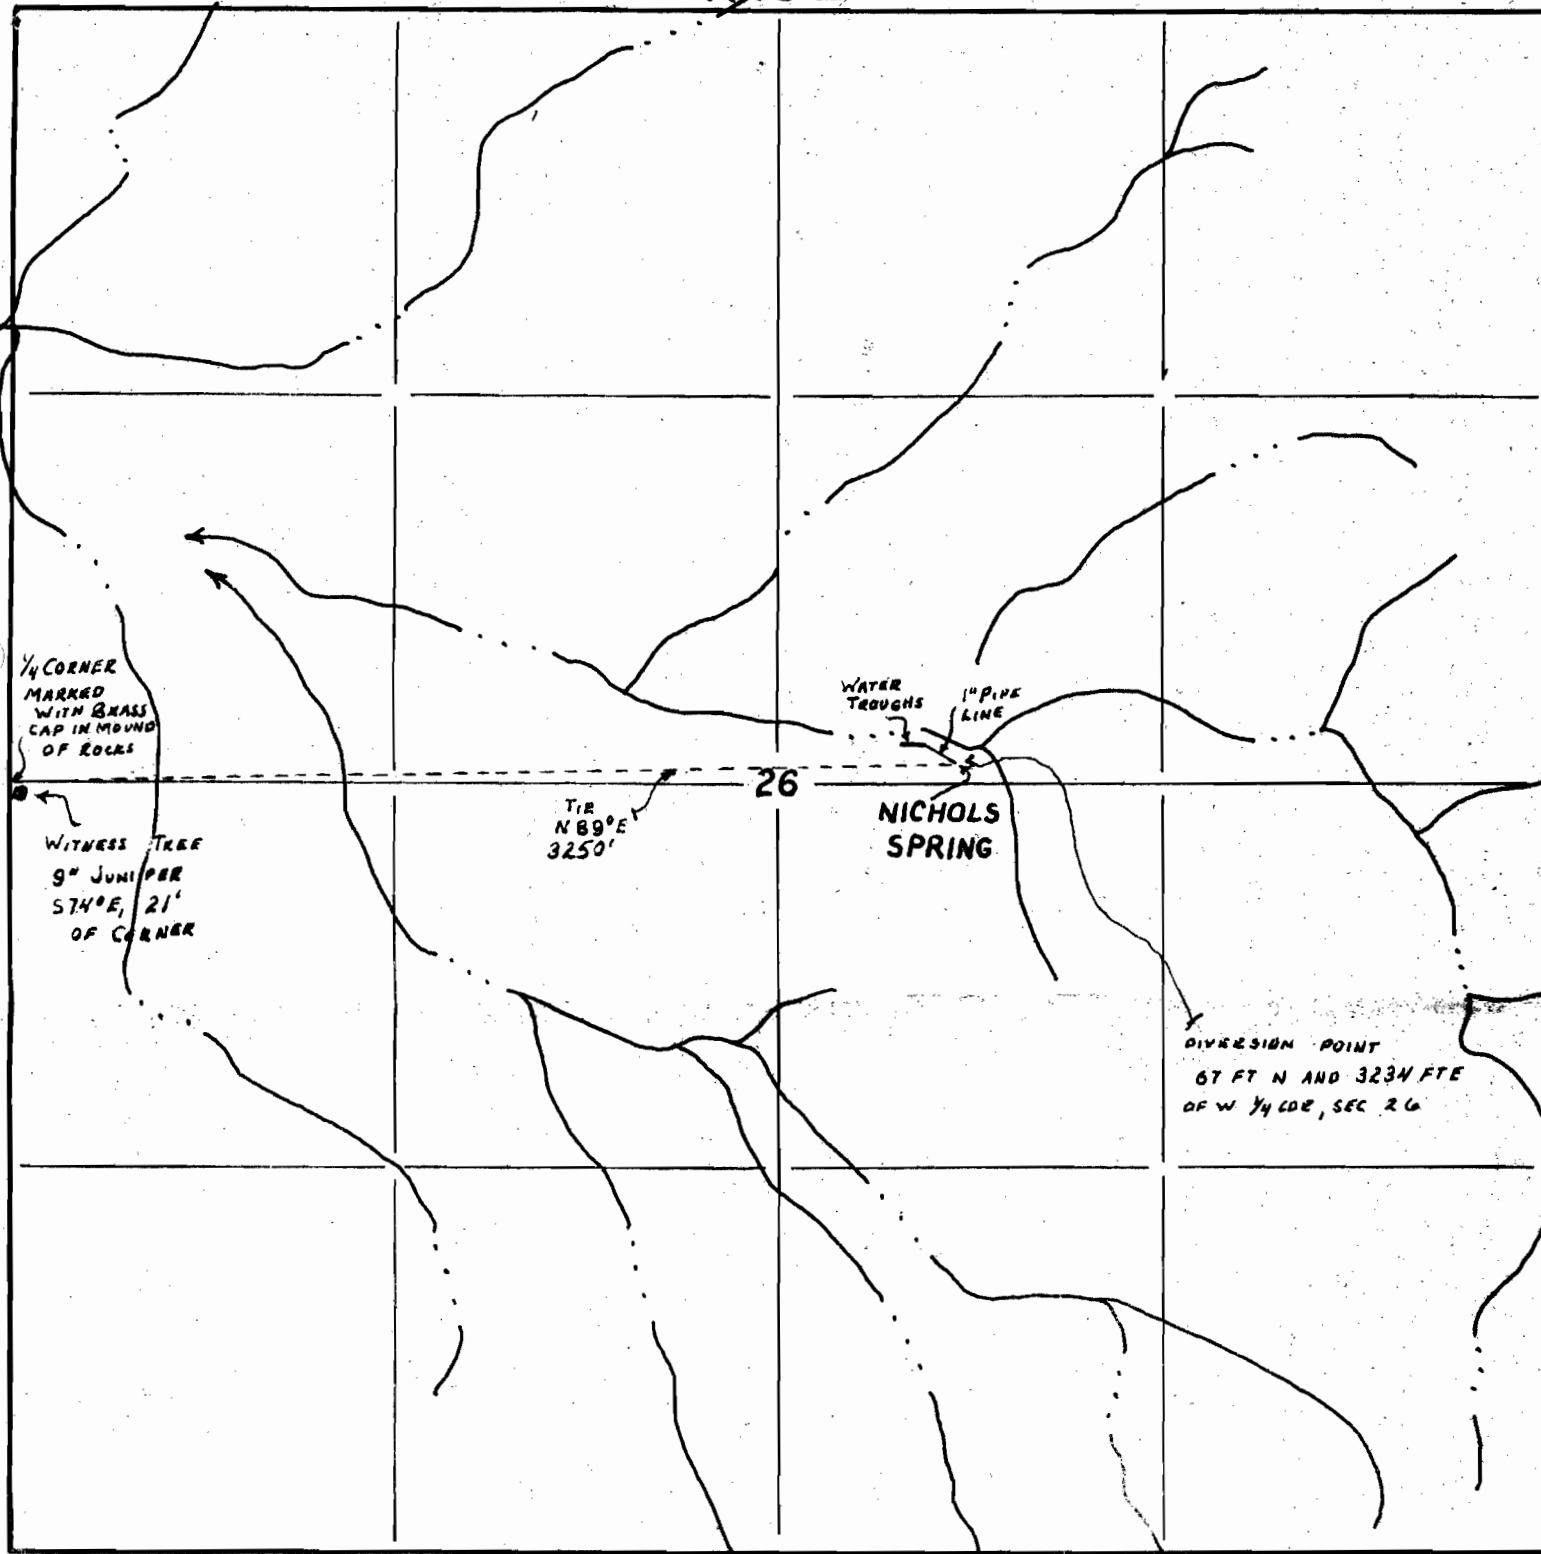 1/4 CORNER
MARKED
WITH BRASS
CAP IN MOUND
OF ROCKS
WITNESS TREE
9" JUNIPER
S74°E, 21'
OF CORNER
TIE
N89°E
3250'
26
WATER
TROUGHS
1" PIPE
LINE
NICHOLS
SPRING
DIVERSION POINT
67 FT N AND 3234 FT E
OF W 1/4 COR, SEC 26